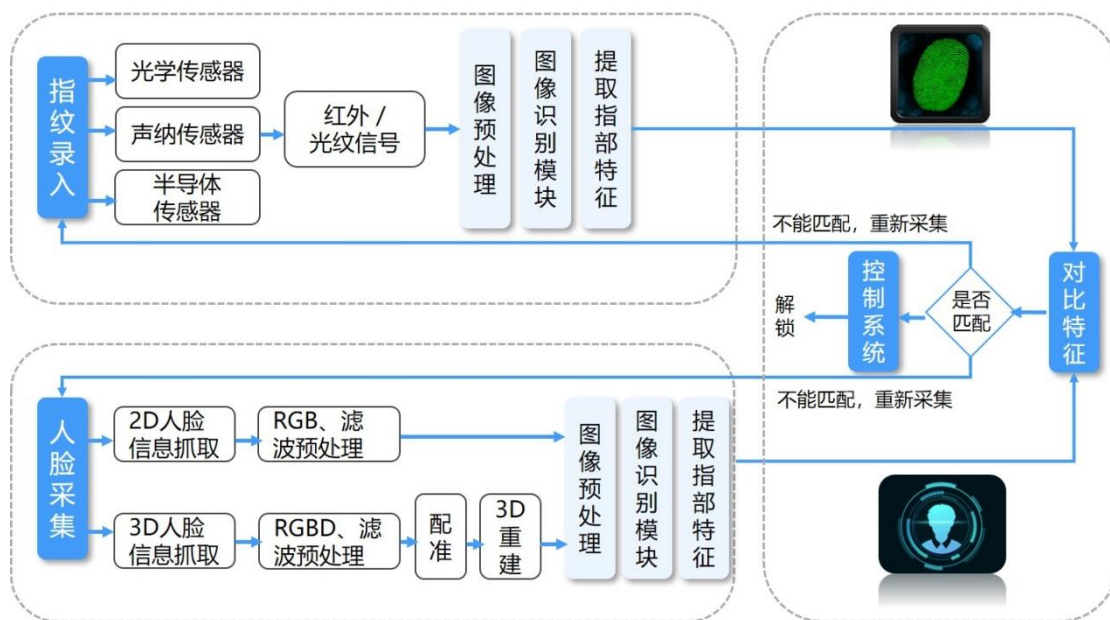 指纹录入
光学传感器
声纳传感器
半导体
传感器
红外 /
光纹信号
图像预处理
图像识别模块
提取指部特征
不能匹配，重新采集
对比特征
是否
匹配
控制系统
解锁
不能匹配，重新采集
人脸采集
2D人脸
信息抓取
RGB、滤
波预处理
3D人脸
信息抓取
RGBD、滤
波预处理
配准
3D
重建
图像预处理
图像识别模块
提取指部特征